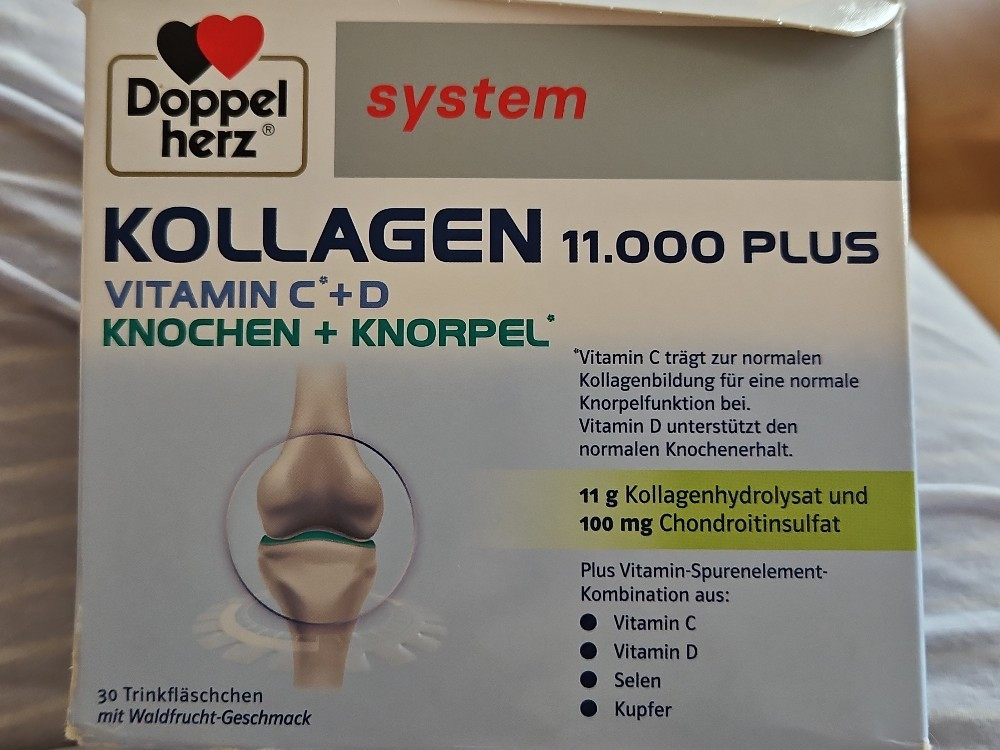 Doppel
herz®
system
KOLLAGEN 11.000 PLUS
VITAMIN C*+D
KNOCHEN + KNORPEL*
*Vitamin C trägt zur normalen
Kollagenbildung für eine normale
Knorpelfunktion bei.
Vitamin D unterstützt den
normalen Knochenerhalt.
11 g Kollagenhydrolysat und
100 mg Chondroitinsulfat
Plus Vitamin-Spurenelement-
Kombination aus:
● Vitamin C
● Vitamin D
● Selen
● Kupfer
30 Trinkfläschchen
mit Waldfrucht-Geschmack